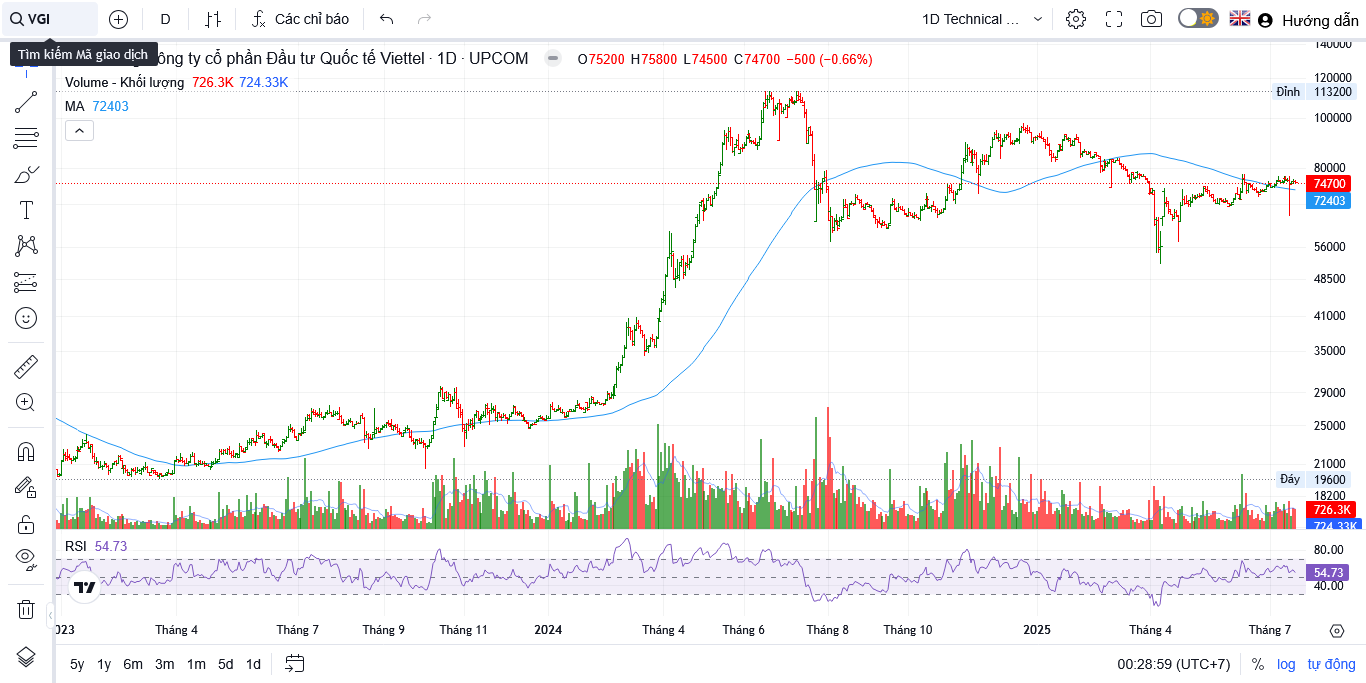 VGI
D
Các chỉ báo
1D Technical ...
Hướng dẫn
Tìm kiếm Mã giao dịch
ông ty cổ phần Đầu tư Quốc tế Viettel · 1D · UPCOM
O75200 H75800 L74500 C74700 −500 (−0.66%)
Volume - Khối lượng 726.3K 724.33K
MA 72403
140000
120000
Đỉnh 113200
100000
80000
74700
72403
56000
48500
41000
35000
29000
25000
21000
Đáy 19600
18200
726.3K
724.33K
RSI 54.73
80.00
54.73
40.00
023
Tháng 4
Tháng 7
Tháng 9
Tháng 11
2024
Tháng 4
Tháng 6
Tháng 8
Tháng 10
2025
Tháng 4
Tháng 7
5y 1y 6m 3m 1m 5d 1d
00:28:59 (UTC+7)
% log tự động